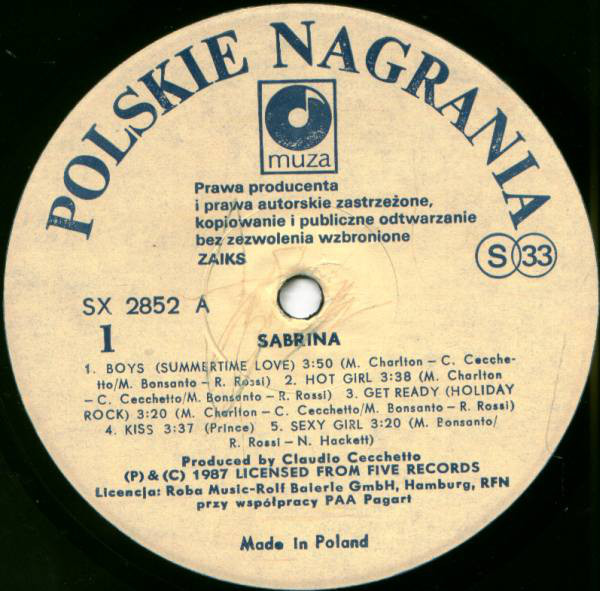 POLSKIE NAGRANIA
muza
Prawa producenta
i prawa autorskie zastrzeżone,
kopiowanie i publiczne odtwarzanie
bez zezwolenia wzbronione
ZAIKS
S 33
SX 2852 A
1
SABRINA
1. BOYS (SUMMERTIME LOVE) 3:50 (M. Charlton – C. Cecche-
tto/M. Bonsanto – R. Rossi) 2. HOT GIRL 3:38 (M. Charlton
– C. Cecchetto/M. Bonsanto – R. Rossi) 3. GET READY (HOLIDAY
ROCK) 3:20 (M. Charlton – C. Cecchetto/M. Bonsanto – R. Rossi)
4. KISS 3:37 (Prince) 5. SEXY GIRL 3:20 (M. Bonsanto/
R. Rossi – N. Hackett)
Produced by Claudio Cecchetto
(P) & (C) 1987 LICENSED FROM FIVE RECORDS
Licencja: Roba Music-Rolf Baierle GmbH, Hamburg, RFN
przy współpracy PAA Pagart
Made in Poland